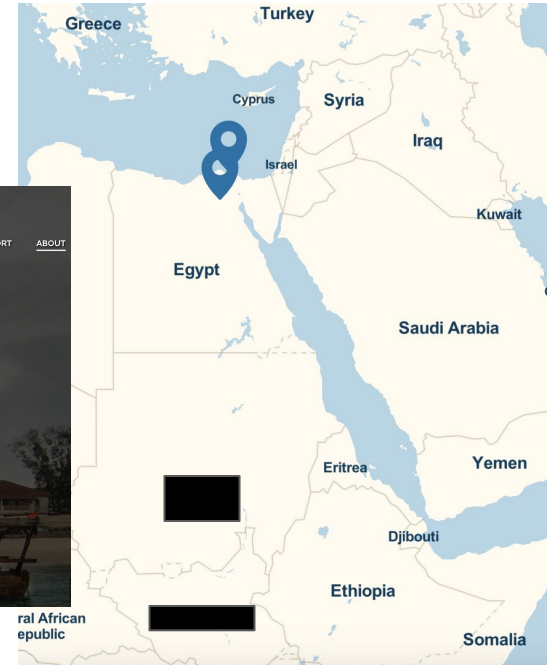 Turkey
Greece
Cyprus
Syria
Iraq
Israel
Kuwait
ORT ABOUT
Egypt
Saudi Arabia
Eritrea
Yemen
Djibouti
Ethiopia
ral African
epublic
Somalia